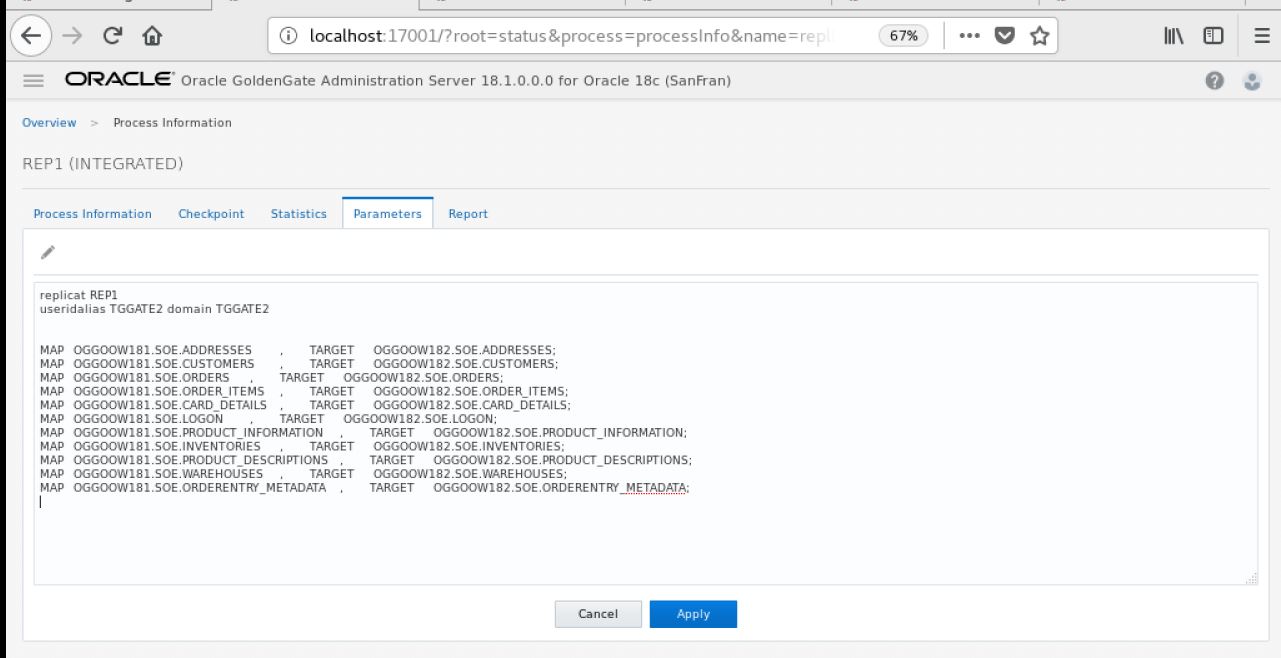 localhost:17001/?root=status&process=processInfo&name=repl
67%
ORACLE Oracle GoldenGate Administration Server 18.1.0.0.0 for Oracle 18c (SanFran)
Overview > Process Information
REP1 (INTEGRATED)
Process Information Checkpoint Statistics Parameters Report
replicat REP1
useridalias TGGATE2 domain TGGATE2
MAP OGGOOW181.SOE.ADDRESSES , TARGET OGGOOW182.SOE.ADDRESSES;
MAP OGGOOW181.SOE.CUSTOMERS , TARGET OGGOOW182.SOE.CUSTOMERS;
MAP OGGOOW181.SOE.ORDERS , TARGET OGGOOW182.SOE.ORDERS;
MAP OGGOOW181.SOE.ORDER_ITEMS , TARGET OGGOOW182.SOE.ORDER_ITEMS;
MAP OGGOOW181.SOE.CARD_DETAILS , TARGET OGGOOW182.SOE.CARD_DETAILS;
MAP OGGOOW181.SOE.LOGON , TARGET OGGOOW182.SOE.LOGON;
MAP OGGOOW181.SOE.PRODUCT_INFORMATION , TARGET OGGOOW182.SOE.PRODUCT_INFORMATION;
MAP OGGOOW181.SOE.INVENTORIES , TARGET OGGOOW182.SOE.INVENTORIES;
MAP OGGOOW181.SOE.PRODUCT_DESCRIPTIONS , TARGET OGGOOW182.SOE.PRODUCT_DESCRIPTIONS;
MAP OGGOOW181.SOE.WAREHOUSES , TARGET OGGOOW182.SOE.WAREHOUSES;
MAP OGGOOW181.SOE.ORDERENTRY_METADATA , TARGET OGGOOW182.SOE.ORDERENTRY_METADATA;
Cancel Apply